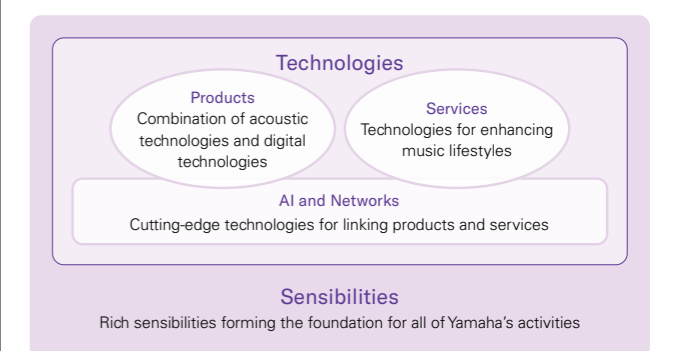 Technologies
Products
Combination of acoustic
technologies and digital
technologies
Services
Technologies for enhancing
music lifestyles
AI and Networks
Cutting-edge technologies for linking products and services
Sensibilities
Rich sensibilities forming the foundation for all of Yamaha’s activities